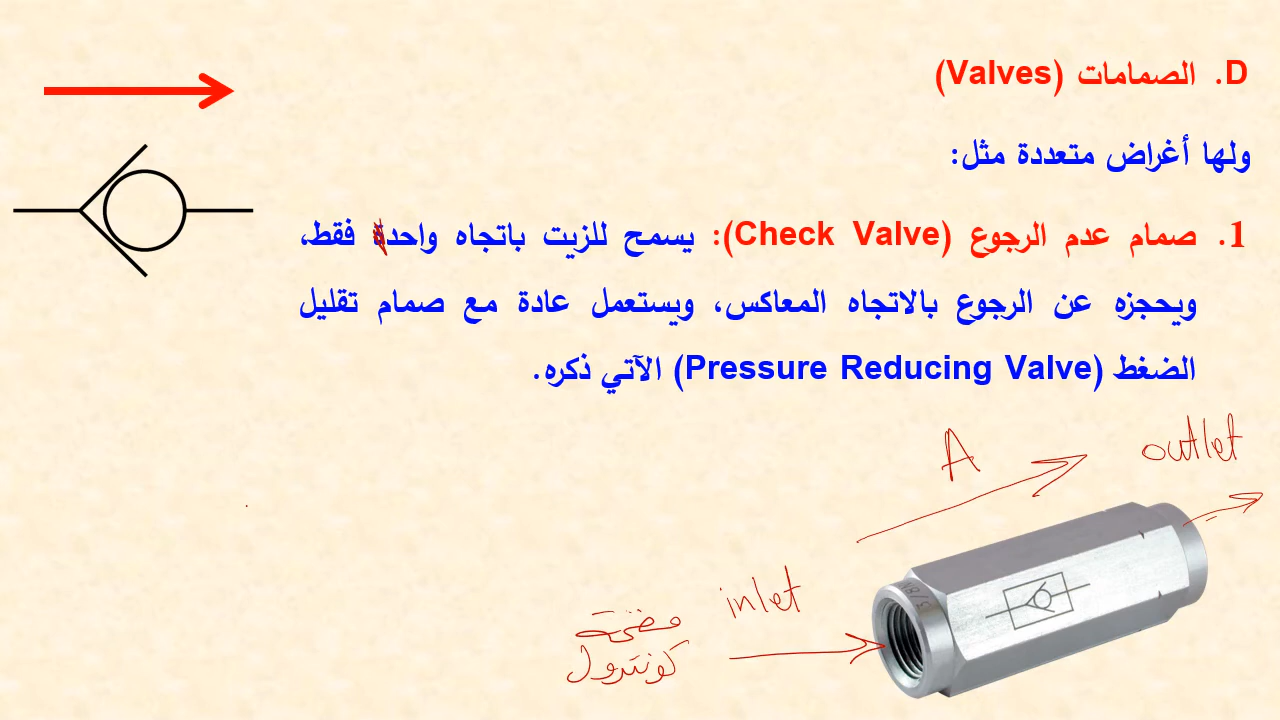 D. الصمامات (Valves)
ولها أغراض متعددة مثل:
1. صمام عدم الرجوع (Check Valve): يسمح للزيت باتجاه واحدة فقط،
ويحجزه عن الرجوع بالاتجاه المعاكس، ويستعمل عادة مع صمام تقليل
الضغط (Pressure Reducing Valve) الآتي ذكره.
A
outlet
inlet
مضخة
كونترول